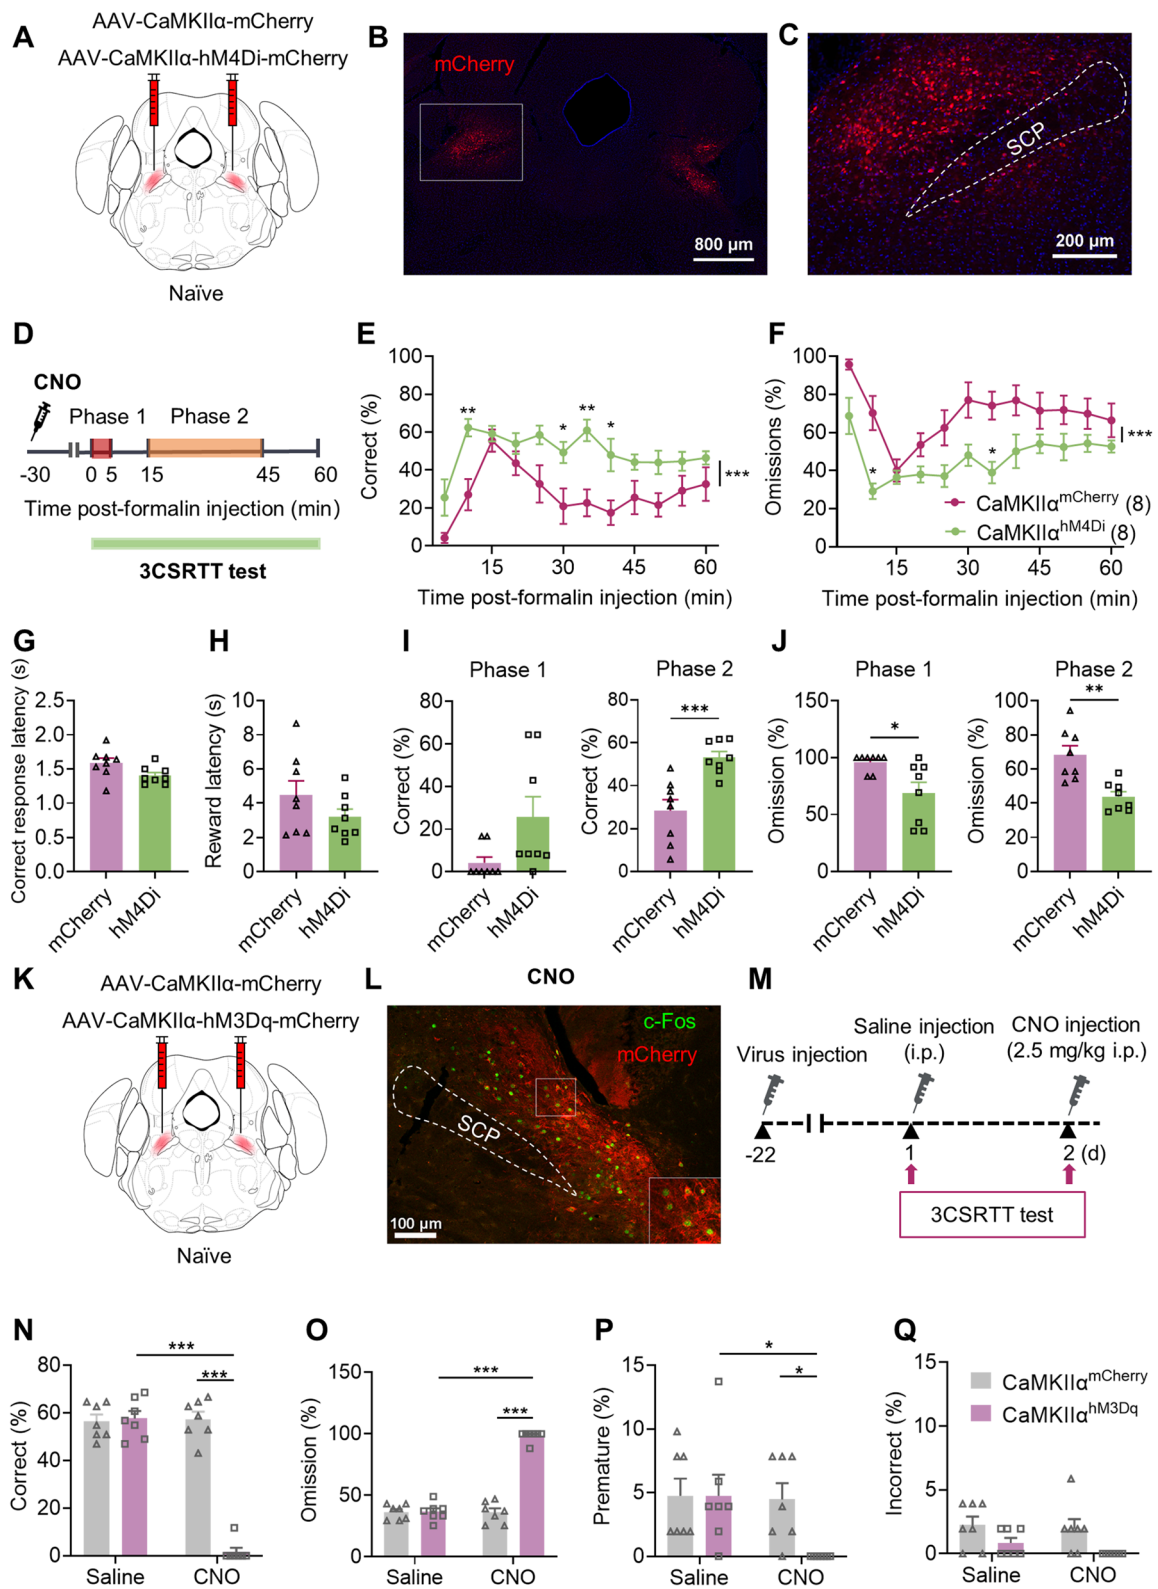 A
AAV-CaMKIIα-mCherry
AAV-CaMKIIα-hM4Di-mCherry
Naïve
B
mCherry
800 µm
C
SCP
200 µm
D
CNO
Phase 1
Phase 2
-30
0
5
15
45
60
Time post-formalin injection (min)
3CSRTT test
E
Correct (%)
100
80
60
40
20
0
**
*
**
*
***
15
30
45
60
Time post-formalin injection (min)
F
Omissions (%)
100
80
60
40
20
0
*
*
***
CaMKIIα^mCherry (8)
CaMKIIα^hM4Di (8)
15
30
45
60
Time post-formalin injection (min)
G
Correct response latency (s)
2.5
2.0
1.5
1.0
0.5
0.0
mCherry
hM4Di
H
Reward latency (s)
10
8
6
4
2
0
mCherry
hM4Di
I
Phase 1
Correct (%)
80
60
40
20
0
mCherry
hM4Di
Phase 2
Correct (%)
80
60
40
20
0
***
mCherry
hM4Di
J
Phase 1
Omission (%)
150
100
50
0
*
mCherry
hM4Di
Phase 2
Omission (%)
100
80
60
40
20
0
**
mCherry
hM4Di
K
AAV-CaMKIIα-mCherry
AAV-CaMKIIα-hM3Dq-mCherry
Naïve
L
CNO
c-Fos
mCherry
SCP
100 µm
M
Virus injection
Saline injection
(i.p.)
CNO injection
(2.5 mg/kg i.p.)
-22
1
2 (d)
3CSRTT test
N
Correct (%)
80
60
40
20
0
***
***
Saline
CNO
O
Omission (%)
150
100
50
0
***
***
Saline
CNO
P
Premature (%)
15
10
5
0
*
*
Saline
CNO
Q
Incorrect (%)
15
10
5
0
CaMKIIα^mCherry
CaMKIIα^hM3Dq
Saline
CNO